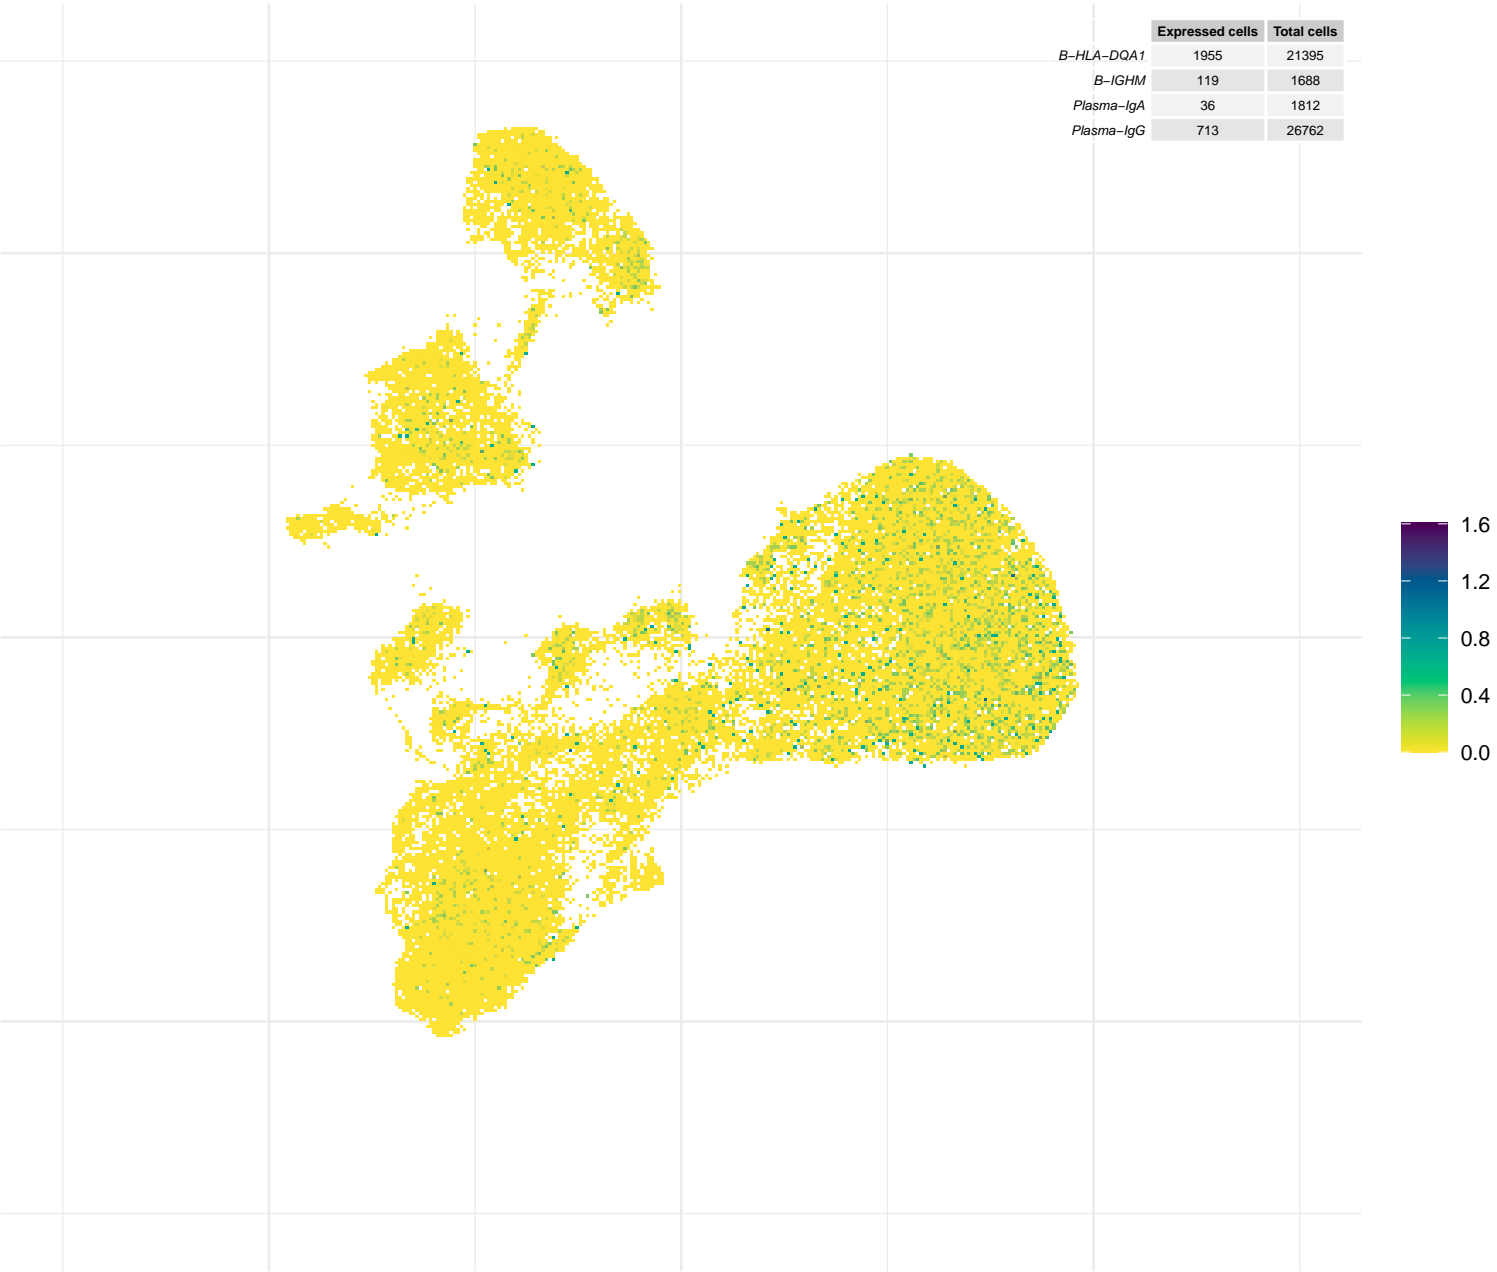 Expressed cells Total cells
B−HLA−DQA1 1955 21395
B−IGHM 119 1688
Plasma−IgA 36 1812
Plasma−IgG 713 26762
1.6
1.2
0.8
0.4
0.0